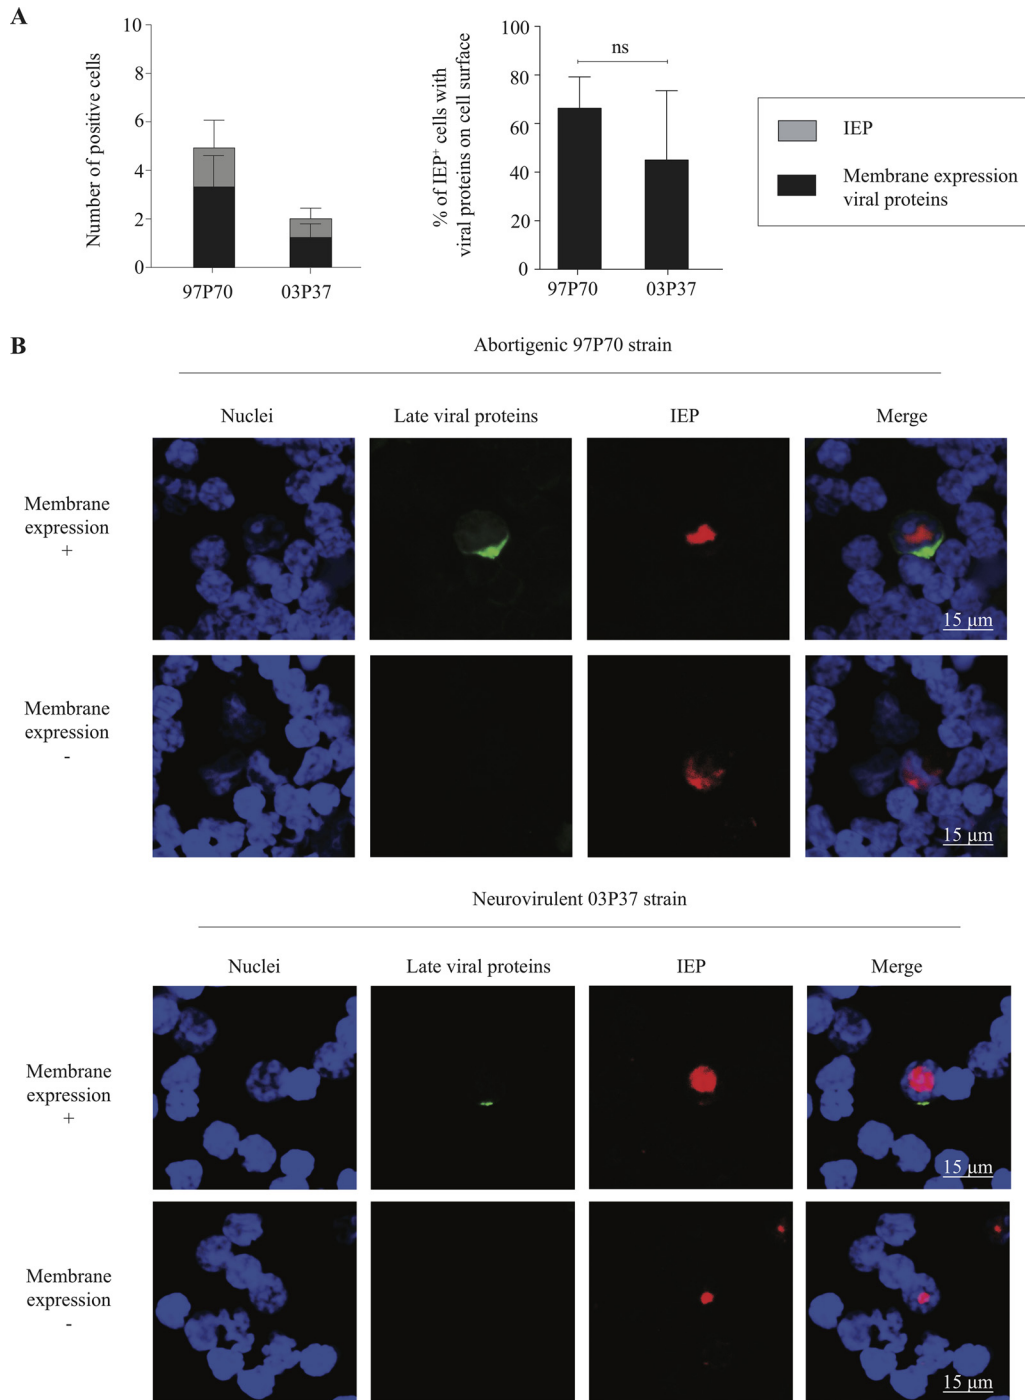 A
Number of positive cells
10
8
6
4
2
0
97P70
03P37
% of IEP+ cells with
viral proteins on cell surface
100
80
60
40
20
0
ns
97P70
03P37
IEP
Membrane expression
viral proteins
B
Abortigenic 97P70 strain
Nuclei
Late viral proteins
IEP
Merge
Membrane
expression
+
15 µm
Membrane
expression
-
15 µm
Neurovirulent 03P37 strain
Nuclei
Late viral proteins
IEP
Merge
Membrane
expression
+
15 µm
Membrane
expression
-
15 µm